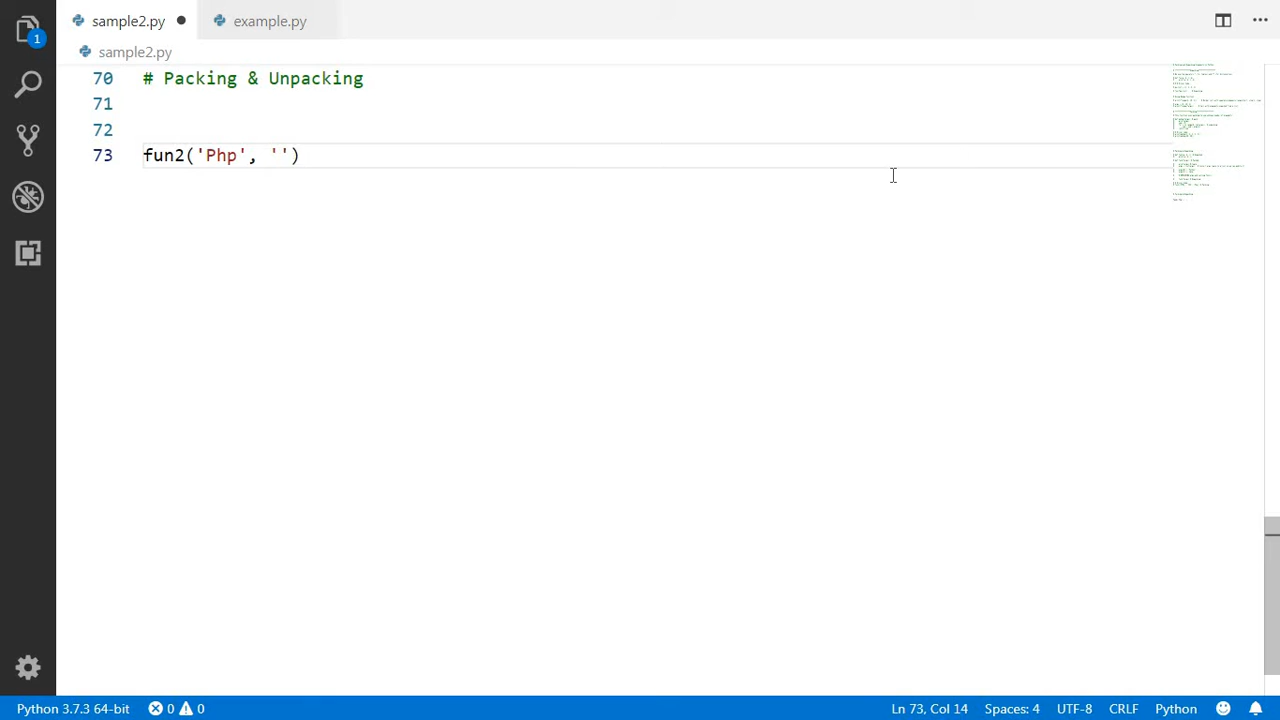 sample2.py
example.py
1
sample2.py
70 # Packing & Unpacking
71
72
73 fun2('Php', '')
Python 3.7.3 64-bit 0 0 Ln 73, Col 14 Spaces: 4 UTF-8 CRLF Python